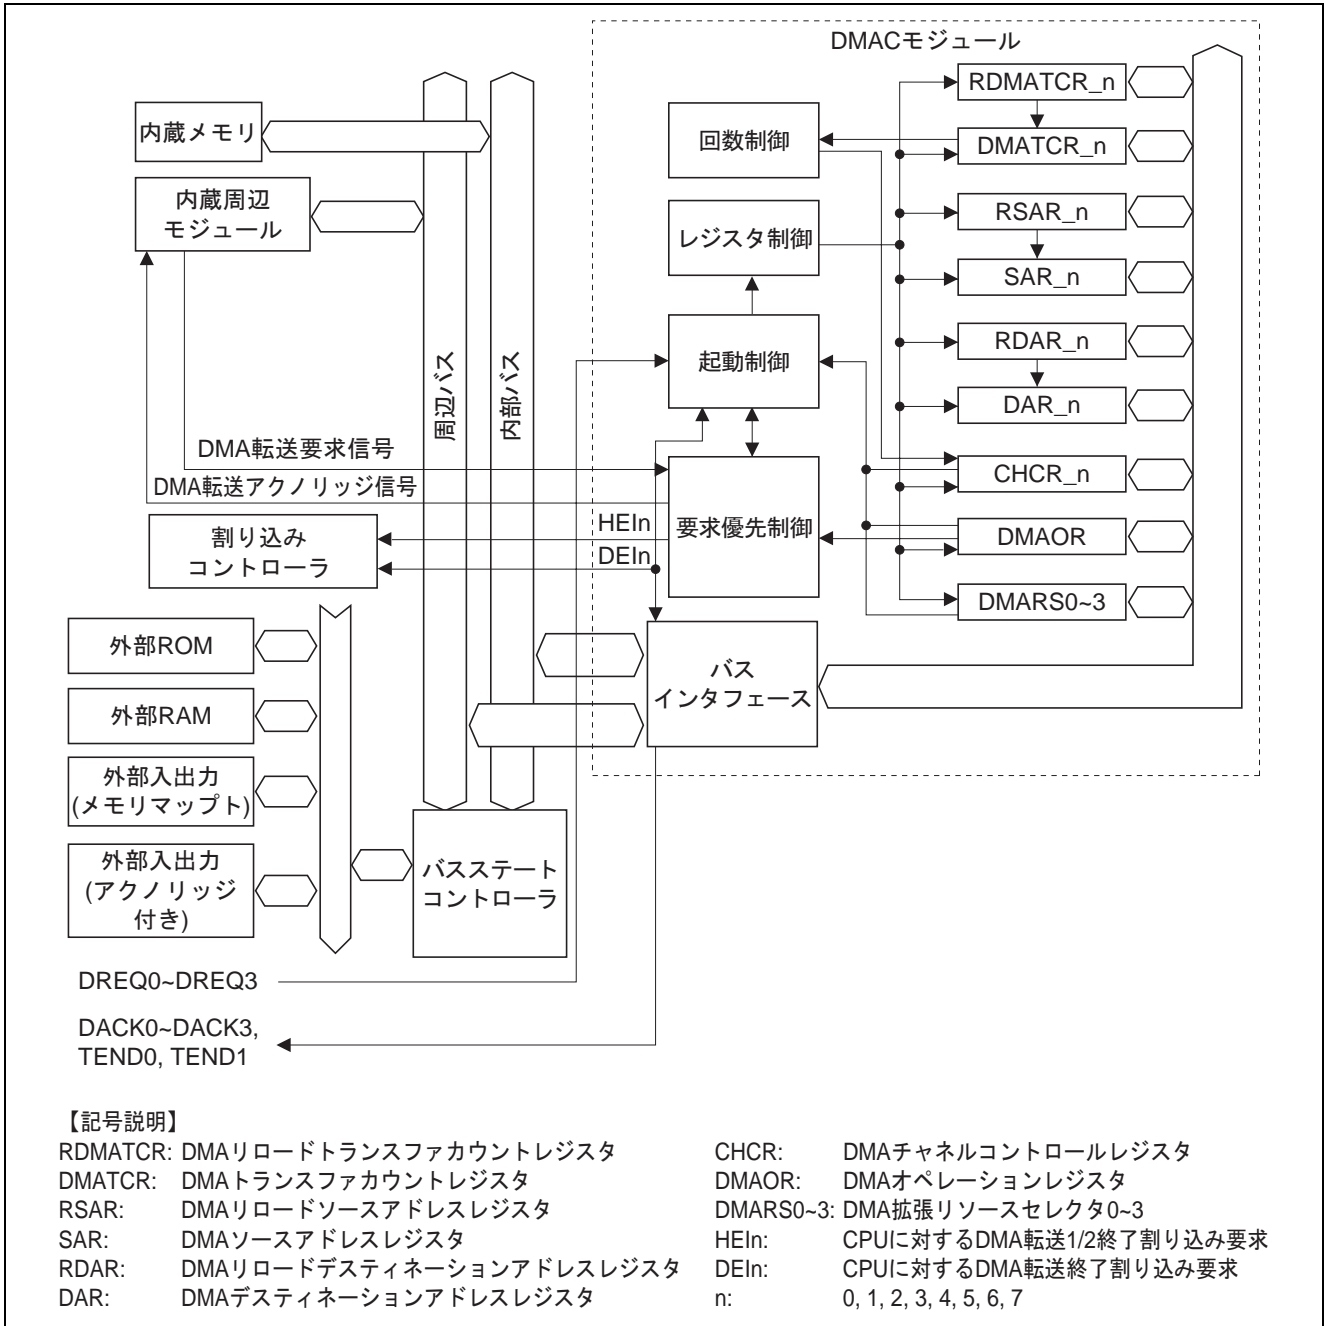 DMACモジュール
RDMATCR_n
内蔵メモリ
回数制御
DMATCR_n
内蔵周辺
モジュール
RSAR_n
レジスタ制御
SAR_n
起動制御
RDAR_n
周辺バス
内部バス
DAR_n
DMA転送要求信号
CHCR_n
DMA転送アクノリッジ信号
要求優先制御
HEIn
DMAOR
割り込み
コントローラ
DEIn
DMARS0~3
外部ROM
バス
インタフェース
外部RAM
外部入出力
(メモリマップト)
外部入出力
(アクノリッジ
付き)
バスステート
コントローラ
DREQ0~DREQ3
DACK0~DACK3,
TEND0, TEND1
【記号説明】
RDMATCR: DMAリロードトランスファカウントレジスタ
DMATCR: DMAトランスファカウントレジスタ
RSAR: DMAリロードソースアドレスレジスタ
SAR: DMAソースアドレスレジスタ
RDAR: DMAリロードデスティネーションアドレスレジスタ
DAR: DMAデスティネーションアドレスレジスタ
CHCR: DMAチャネルコントロールレジスタ
DMAOR: DMAオペレーションレジスタ
DMARS0~3: DMA拡張リソースセレクタ0~3
HEIn: CPUに対するDMA転送1/2終了割り込み要求
DEIn: CPUに対するDMA転送終了割り込み要求
n: 0, 1, 2, 3, 4, 5, 6, 7